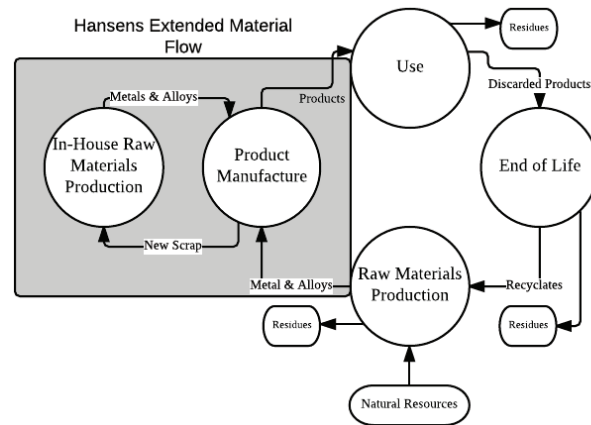 Hansens Extended Material
Flow
Residues
Use
Metals & Alloys
Products
Discarded Products
In-House Raw
Materials
Production
Product
Manufacture
End of Life
New Scrap
Metal & Alloys
Raw Materials
Production
Recyclates
Residues
Residues
Natural Resources